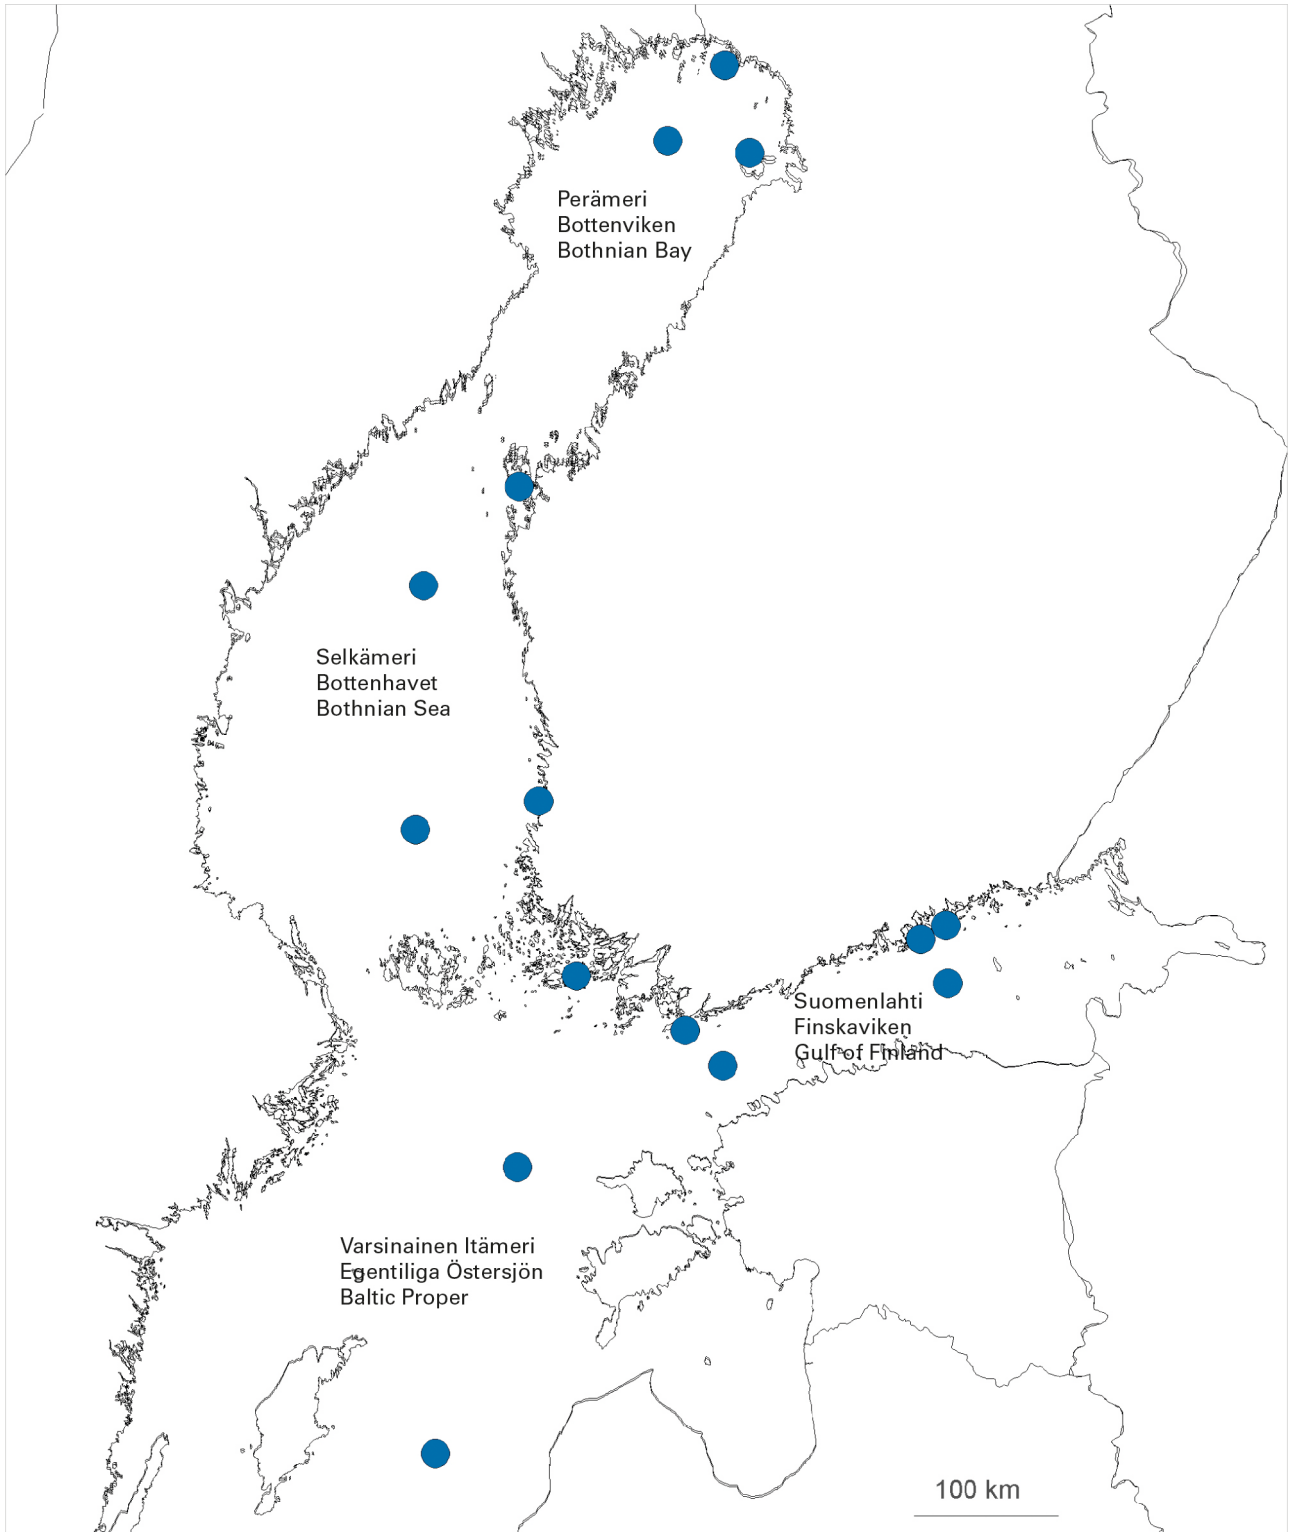 Perämeri
Bottenviken
Bothnian Bay
Selkämeri
Bottenhavet
Bothnian Sea
Suomenlahti
Finskaviken
Gulf of Finland
Varsinainen Itämeri
Egentiliga Östersjön
Baltic Proper
100 km